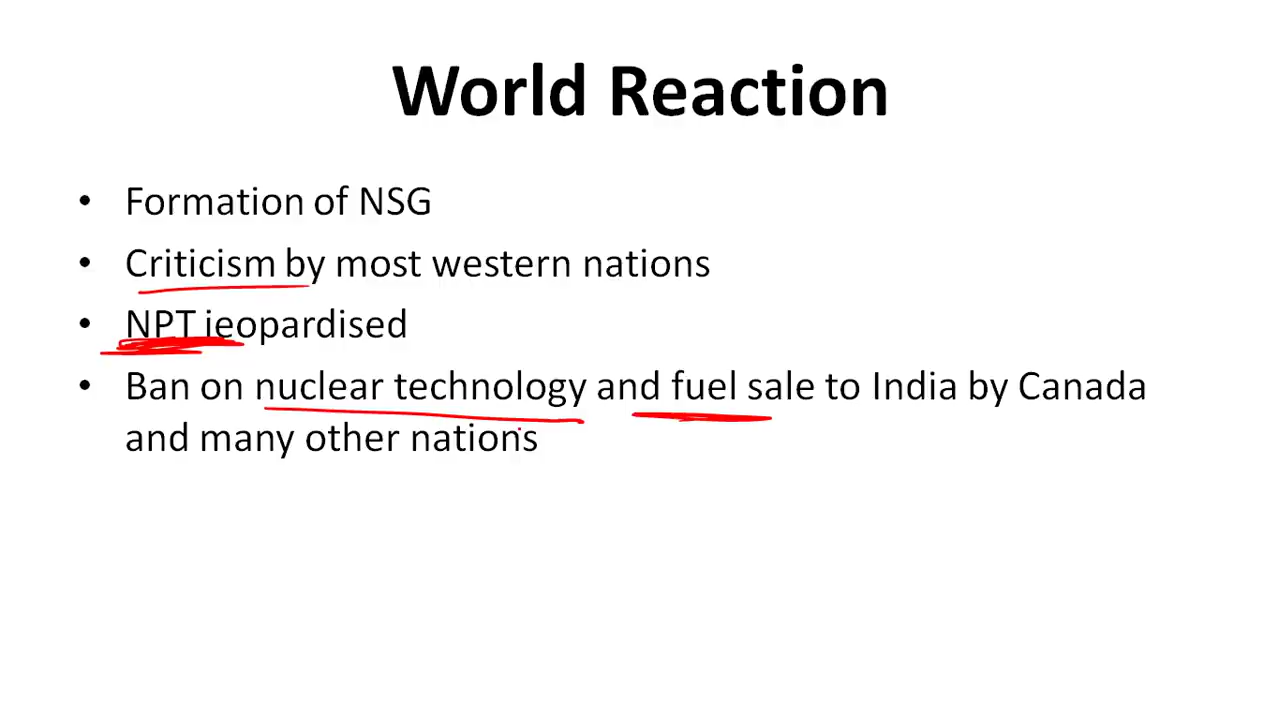 World Reaction
• Formation of NSG
• Criticism by most western nations
• NPT jeopardised
• Ban on nuclear technology and fuel sale to India by Canada
and many other nations